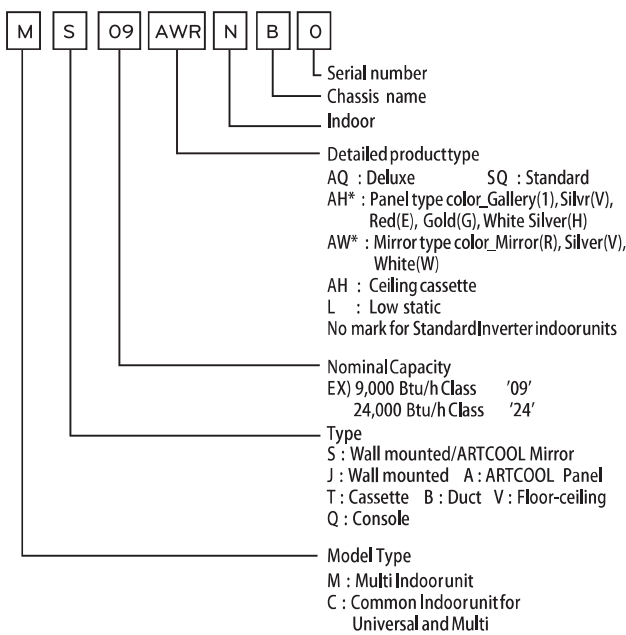 M S 09 AWR N B 0
Serial number
Chassis name
Indoor
Detailed product type
AQ : Deluxe SQ : Standard
AH* : Panel type color_Gallery(1), Silvr(V),
Red(E), Gold(G), White Silver(H)
AW* : Mirror type color_Mirror(R), Silver(V),
White(W)
AH : Ceiling cassette
L : Low static
No mark for Standard Inverter indoor units
Nominal Capacity
EX) 9,000 Btu/h Class '09'
24,000 Btu/h Class '24'
Type
S : Wall mounted/ARTCOOL Mirror
J : Wall mounted A : ARTCOOL Panel
T : Cassette B : Duct V : Floor-ceiling
Q : Console
Model Type
M : Multi Indoor unit
C : Common Indoor unit for
Universal and Multi